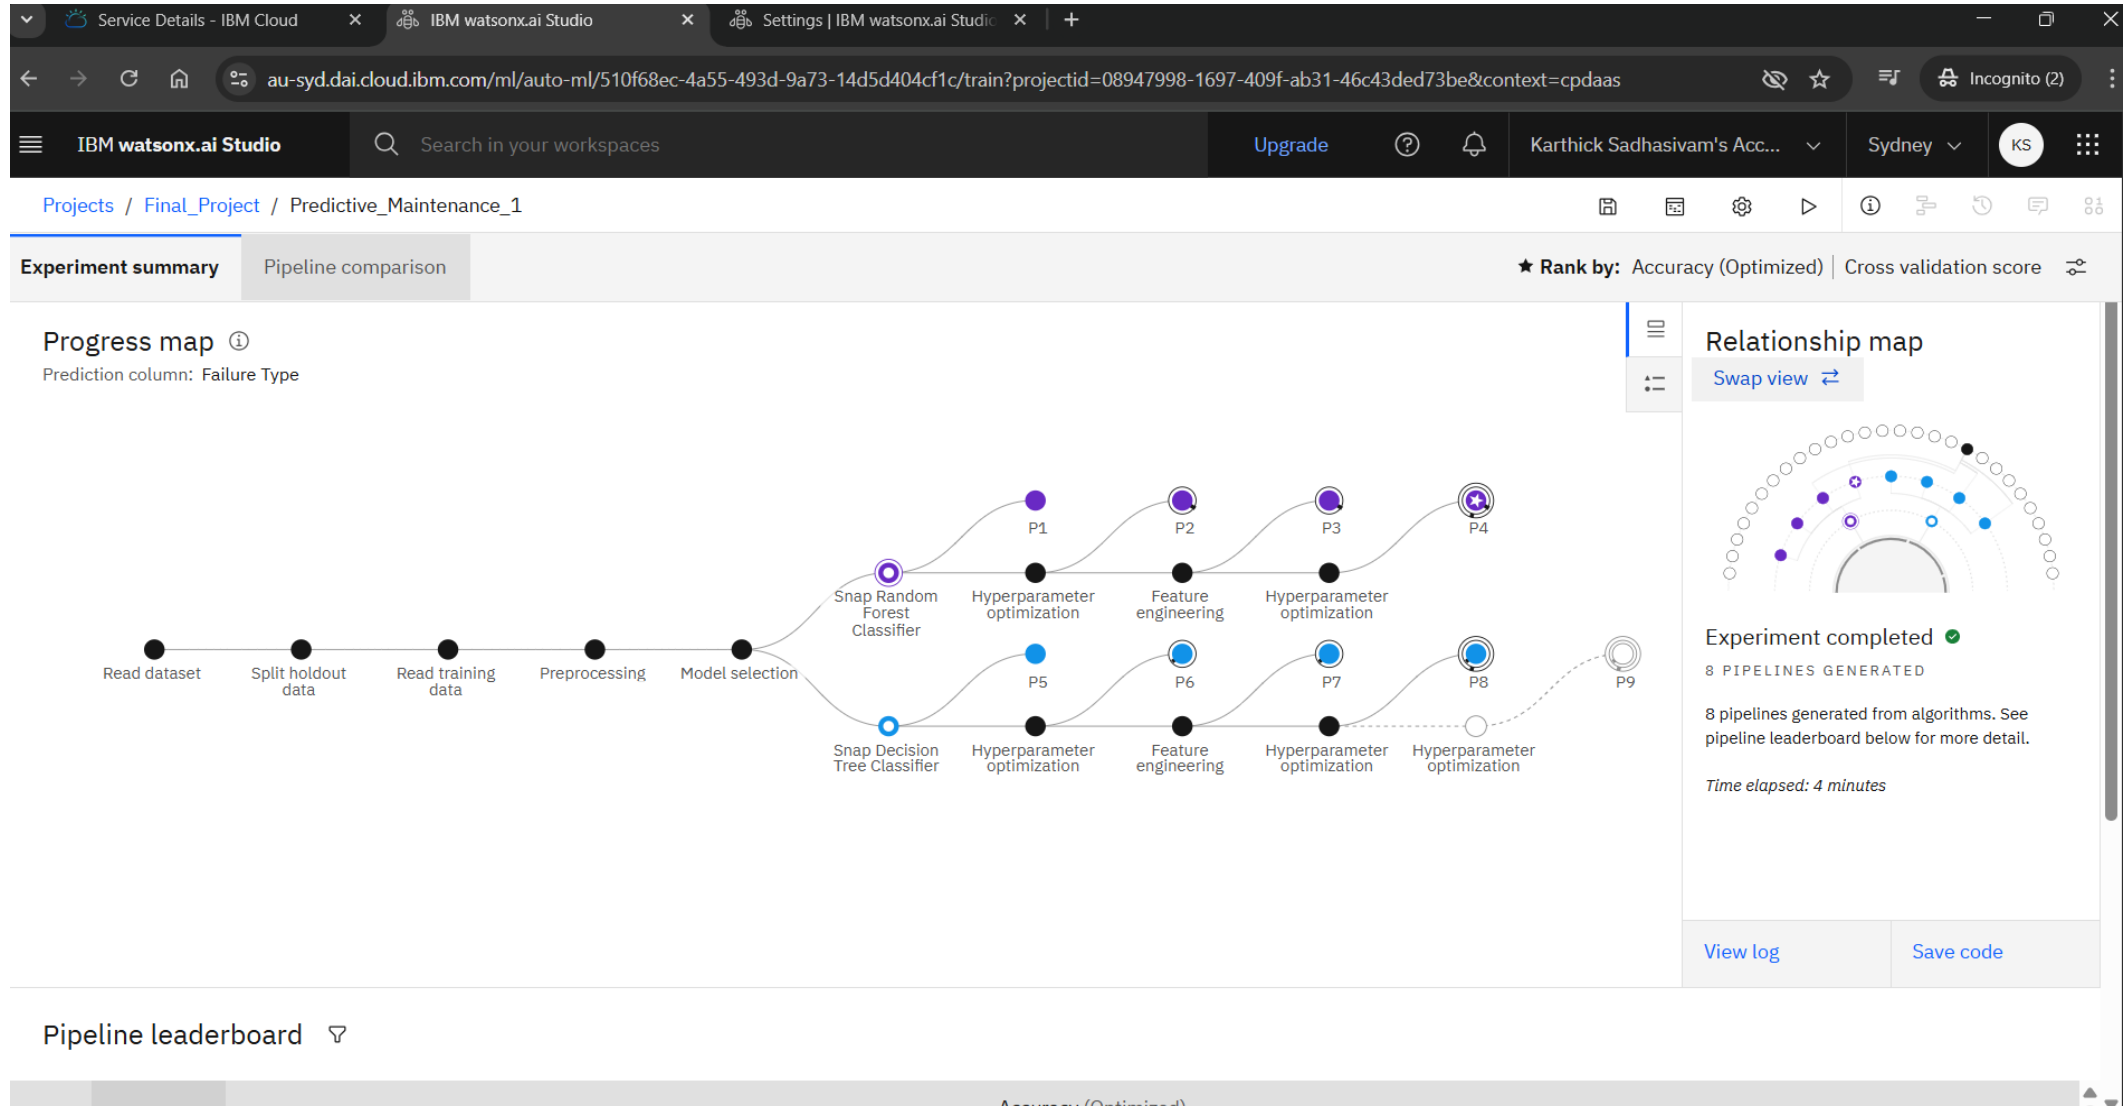 Service Details - IBM Cloud
IBM watsonx.ai Studio
Settings | IBM watsonx.ai Studio
au-syd.dai.cloud.ibm.com/ml/auto-ml/510f68ec-4a55-493d-9a73-14d5d404cf1c/train?projectid=08947998-1697-409f-ab31-46c43ded73be&context=cpdaas
Incognito (2)
IBM watsonx.ai Studio
Search in your workspaces
Upgrade
Karthick Sadhasivam's Acc...
Sydney
KS
Projects / Final_Project / Predictive_Maintenance_1
Experiment summary
Pipeline comparison
Rank by: Accuracy (Optimized) | Cross validation score
Progress map
Prediction column: Failure Type
P1
P2
P3
P4
Snap Random
Forest
Classifier
Hyperparameter
optimization
Feature
engineering
Hyperparameter
optimization
Read dataset
Split holdout
data
Read training
data
Preprocessing
Model selection
P5
P6
P7
P8
P9
Snap Decision
Tree Classifier
Hyperparameter
optimization
Feature
engineering
Hyperparameter
optimization
Hyperparameter
optimization
Relationship map
Swap view
Experiment completed
8 PIPELINES GENERATED
8 pipelines generated from algorithms. See
pipeline leaderboard below for more detail.
Time elapsed: 4 minutes
View log
Save code
Pipeline leaderboard
Accuracy (Optimized)